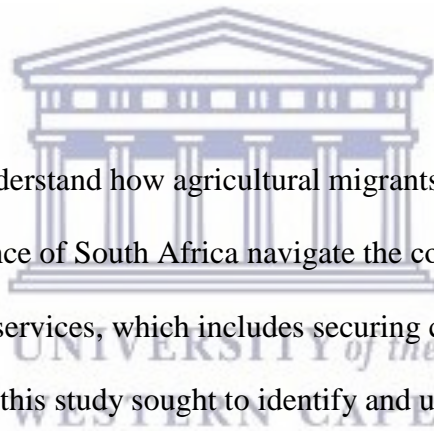 derstand how agricultural migrants
nce of South Africa navigate the co
services, which includes securing
UNIVERSITY of the
this study sought to identify and u
WESTERN CAPE